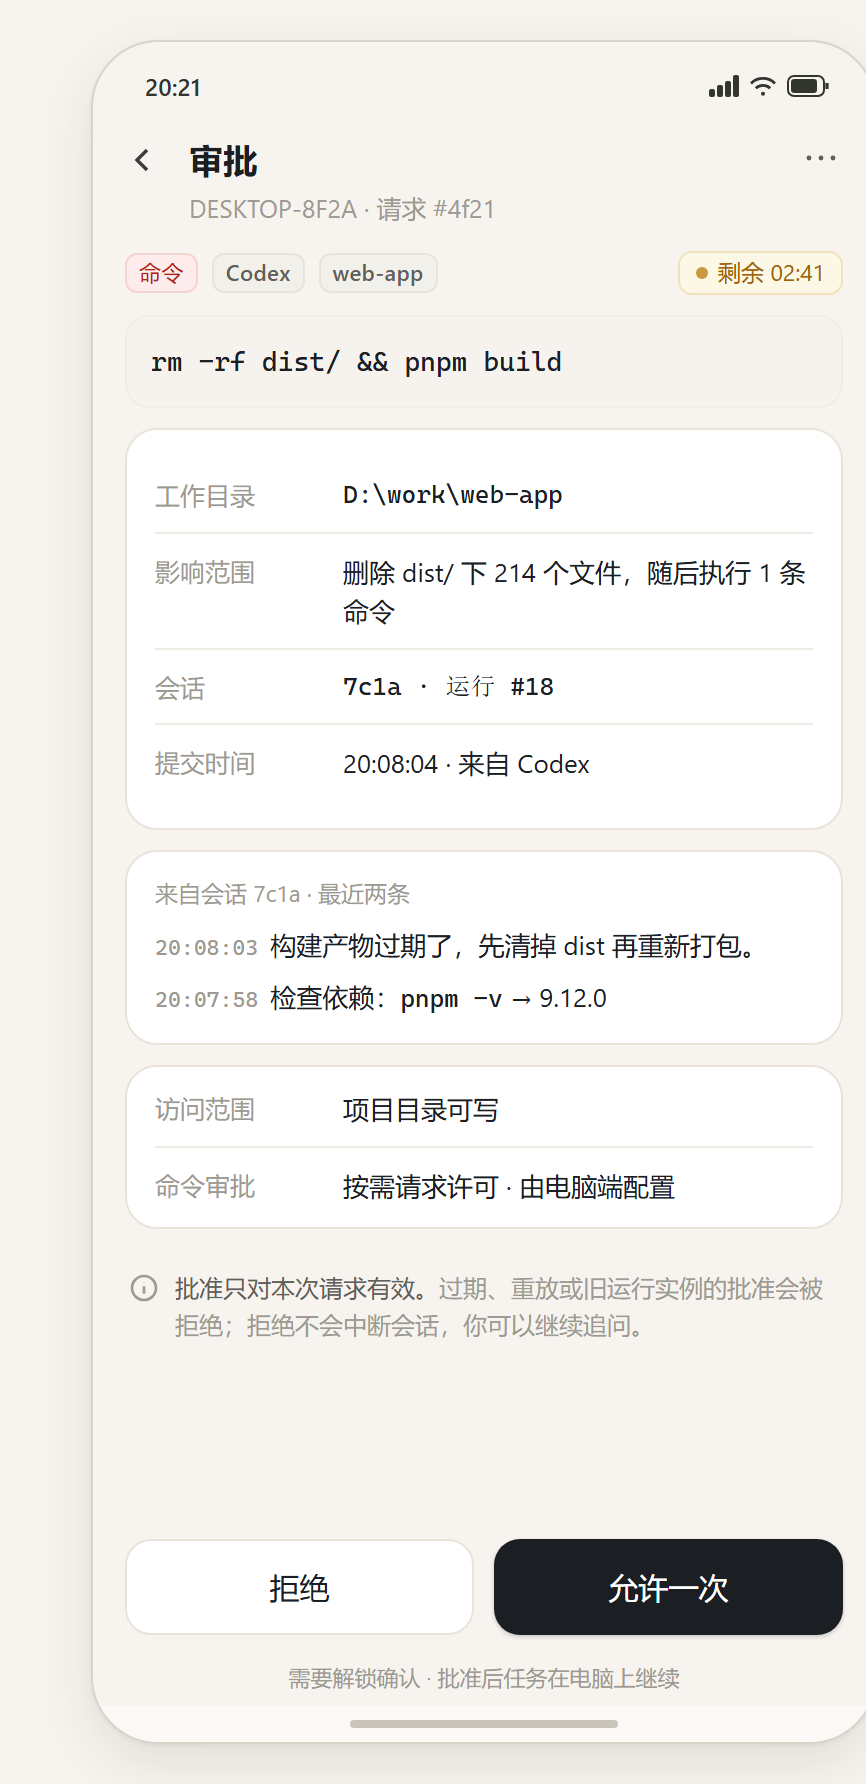 20:21
审批
DESKTOP-8F2A · 请求 #4f21
命令 Codex web-app 剩余 02:41
rm -rf dist/ && pnpm build
工作目录 D:\work\web-app
影响范围 删除 dist/ 下 214 个文件，随后执行 1 条
命令
会话 7c1a · 运行 #18
提交时间 20:08:04 · 来自 Codex
来自会话 7c1a · 最近两条
20:08:03 构建产物过期了，先清掉 dist 再重新打包。
20:07:58 检查依赖：pnpm -v → 9.12.0
访问范围 项目目录可写
命令审批 按需请求许可 · 由电脑端配置
批准只对本次请求有效。过期、重放或旧运行实例的批准会被
拒绝；拒绝不会中断会话，你可以继续追问。
拒绝 允许一次
需要解锁确认 · 批准后任务在电脑上继续